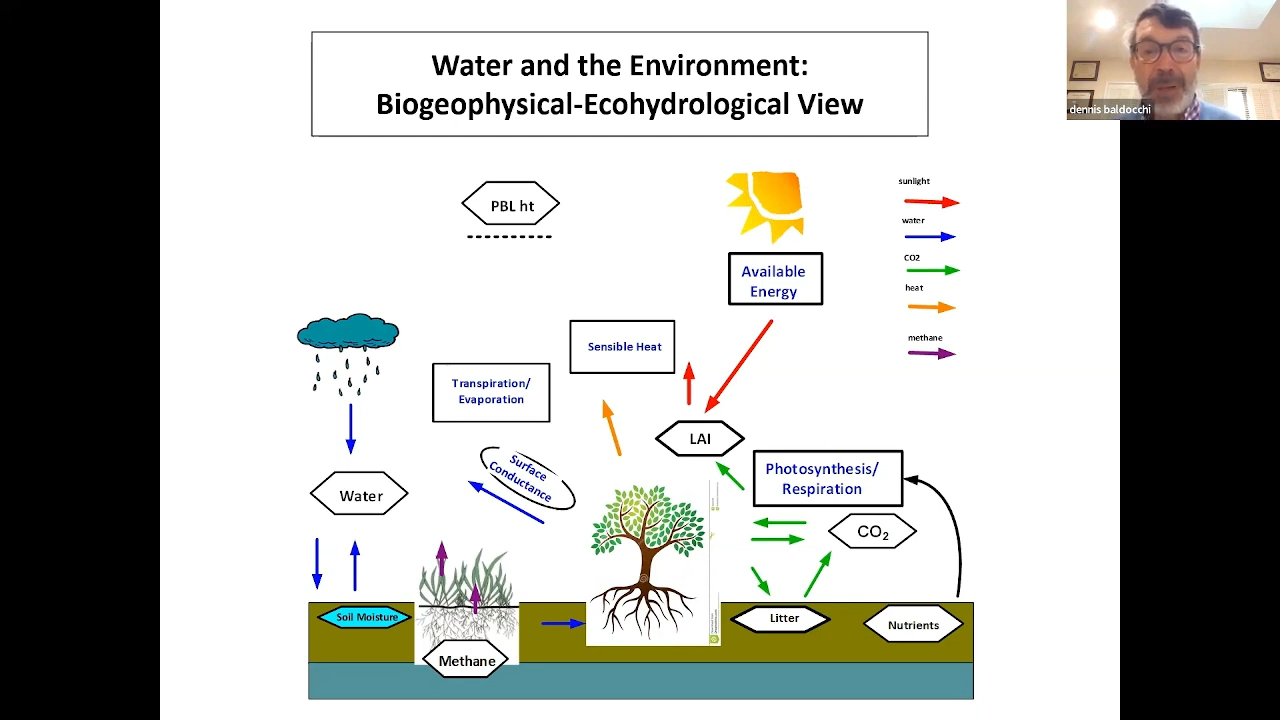 Water and the Environment:
Biogeophysical-Ecohydrological View
dennis baldocchi
PBL ht
sunlight
water
CO2
heat
methane
Available
Energy
Sensible Heat
Transpiration/
Evaporation
LAI
Surface
Conductance
Photosynthesis/
Respiration
Water
CO₂
Soil Moisture
Litter
Nutrients
Methane